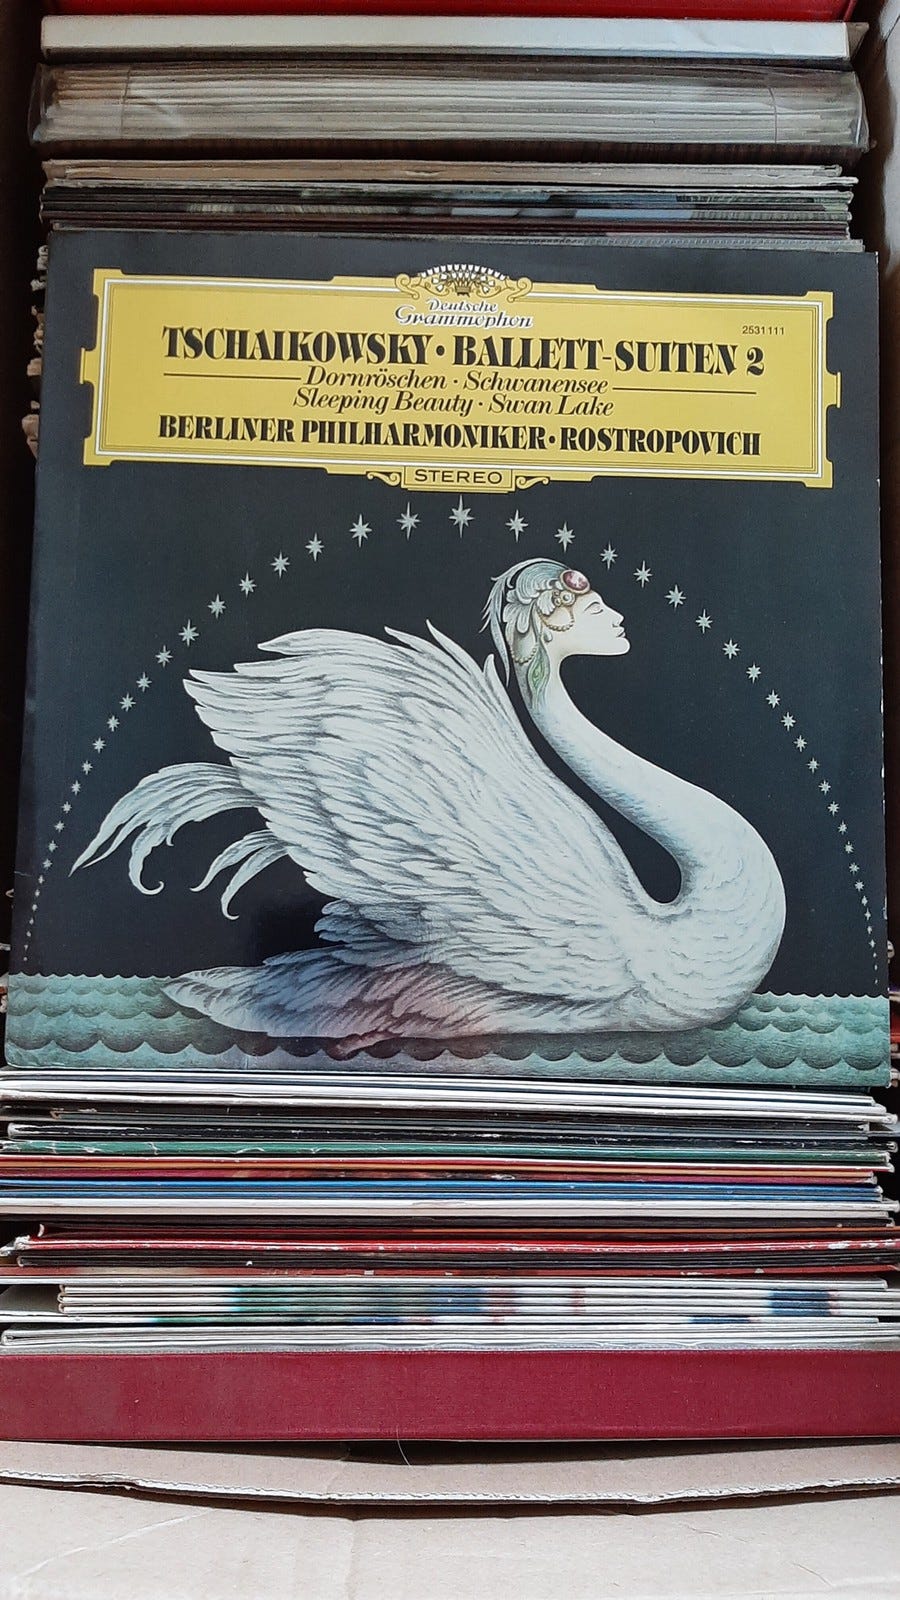 Deutsche
Grammophon
2531 111
TSCHAIKOWSKY · BALLETT-SUITEN 2
Dornröschen · Schwanensee
Sleeping Beauty · Swan Lake
BERLINER PHILHARMONIKER · ROSTROPOVICH
STEREO